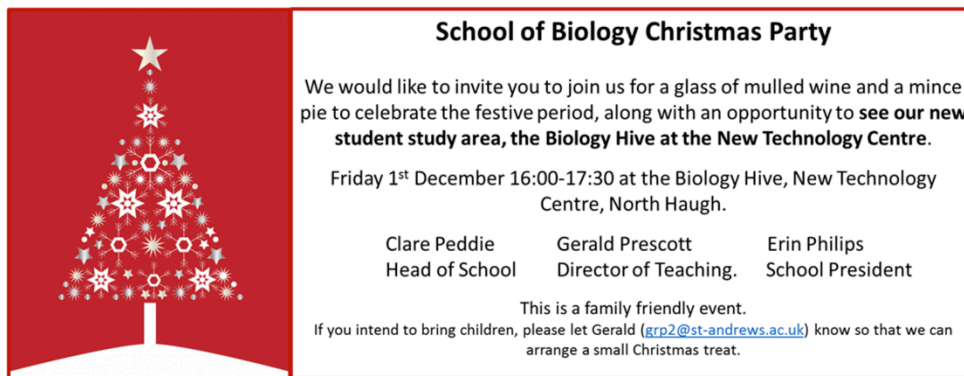 School of Biology Christmas Party
We would like to invite you to join us for a glass of mulled wine and a mince
pie to celebrate the festive period, along with an opportunity to see our new
student study area, the Biology Hive at the New Technology Centre.
Friday 1st December 16:00-17:30 at the Biology Hive, New Technology
Centre, North Haugh.
Clare Peddie Gerald Prescott Erin Philips
Head of School Director of Teaching. School President
This is a family friendly event.
If you intend to bring children, please let Gerald (grp2@st-andrews.ac.uk) know so that we can
arrange a small Christmas treat.